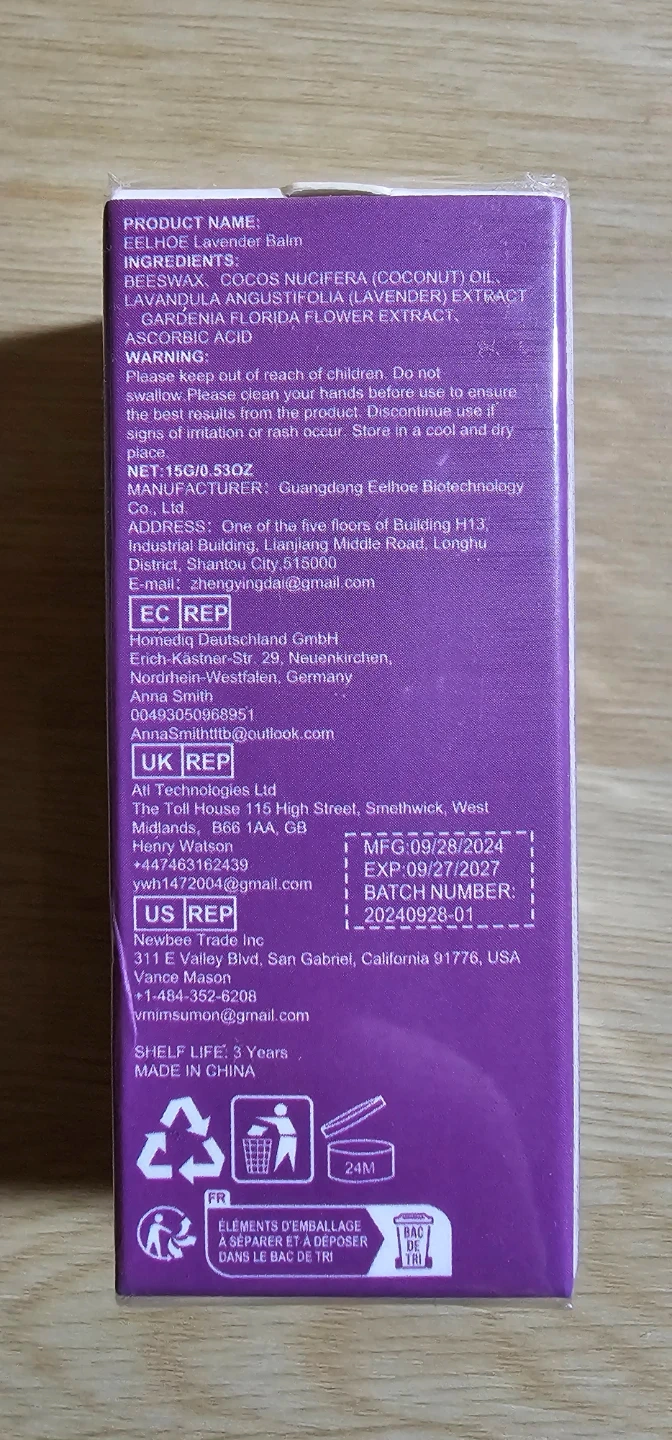 PRODUCT NAME:
EELHOE Lavender Balm
INGREDIENTS:
BEESWAX、COCOS NUCIFERA (COCONUT) OIL、
LAVANDULA ANGUSTIFOLIA (LAVENDER) EXTRACT
、GARDENIA FLORIDA FLOWER EXTRACT、
ASCORBIC ACID
WARNING:
Please keep out of reach of children. Do not
swallow.Please clean your hands before use to ensure
the best results from the product. Discontinue use if
signs of irritation or rash occur. Store in a cool and dry
place.
NET:15G/0.53OZ
MANUFACTURER：Guangdong Eelhoe Biotechnology
Co., Ltd.
ADDRESS：One of the five floors of Building H13,
Industrial Building, Lianjiang Middle Road, Longhu
District, Shantou City,515000
E-mail：zhengyingdai@gmail.com
EC REP
Homediq Deutschland GmbH
Erich-Kästner-Str. 29, Neuenkirchen,
Nordrhein-Westfalen, Germany
Anna Smith
00493050968951
AnnaSmithtltb@outlook.com
UK REP
Atl Technologies Ltd
The Toll House 115 High Street, Smethwick, West
Midlands, B66 1AA, GB
Henry Watson
+447463162439
ywh1472004@gmail.com
MFG:09/28/2024
EXP:09/27/2027
BATCH NUMBER:
20240928-01
US REP
Newbee Trade Inc
311 E Valley Blvd, San Gabriel, California 91776, USA
Vance Mason
+1-484-352-6208
vmimsumon@gmail.com
SHELF LIFE: 3 Years
MADE IN CHINA
24M
FR
ÉLÉMENTS D'EMBALLAGE
À SÉPARER ET À DÉPOSER
DANS LE BAC DE TRI
BAC
DE
TRI